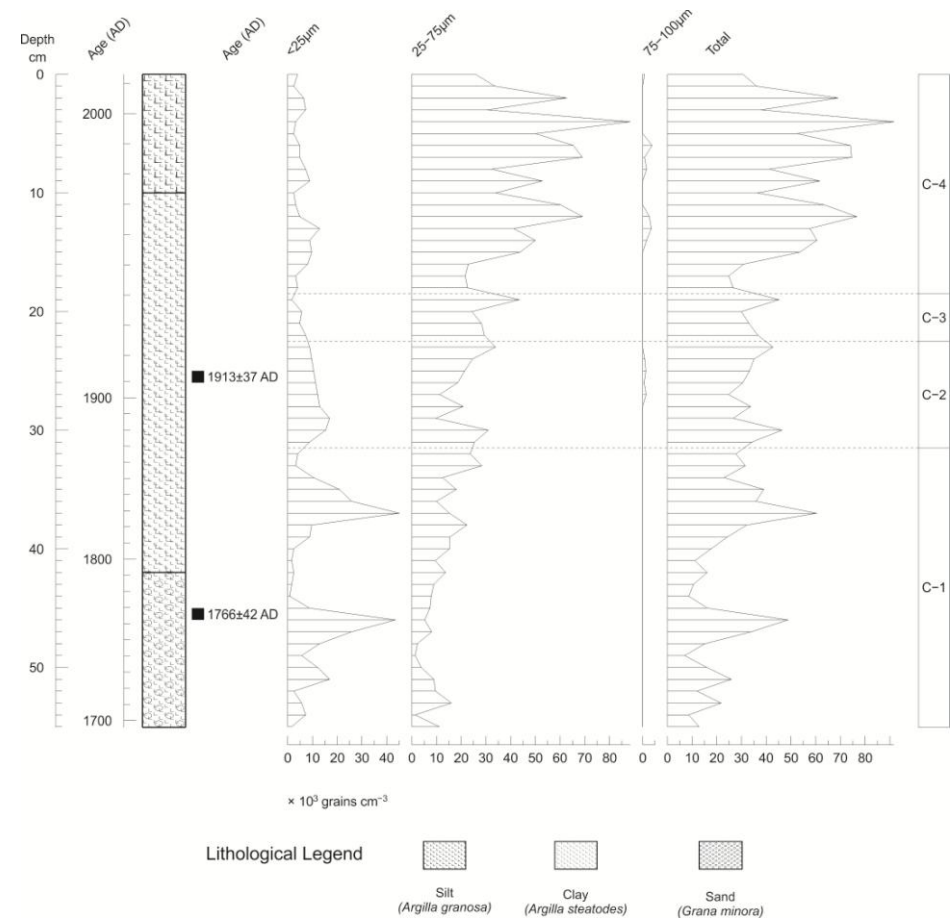 Depth
cm
Age (AD)
Age (AD)
<25µm
25–75µm
75–100µm
Total
0
10
20
30
40
50
2000
1900
1800
1700
1913±37 AD
1766±42 AD
C–4
C–3
C–2
C–1
0 10 20 30 40
0 10 20 30 40 50 60 70 80
0
0 10 20 30 40 50 60 70 80
× 10³ grains cm⁻³
Lithological Legend
Silt
(Argilla granosa)
Clay
(Argilla steatodes)
Sand
(Grana minora)